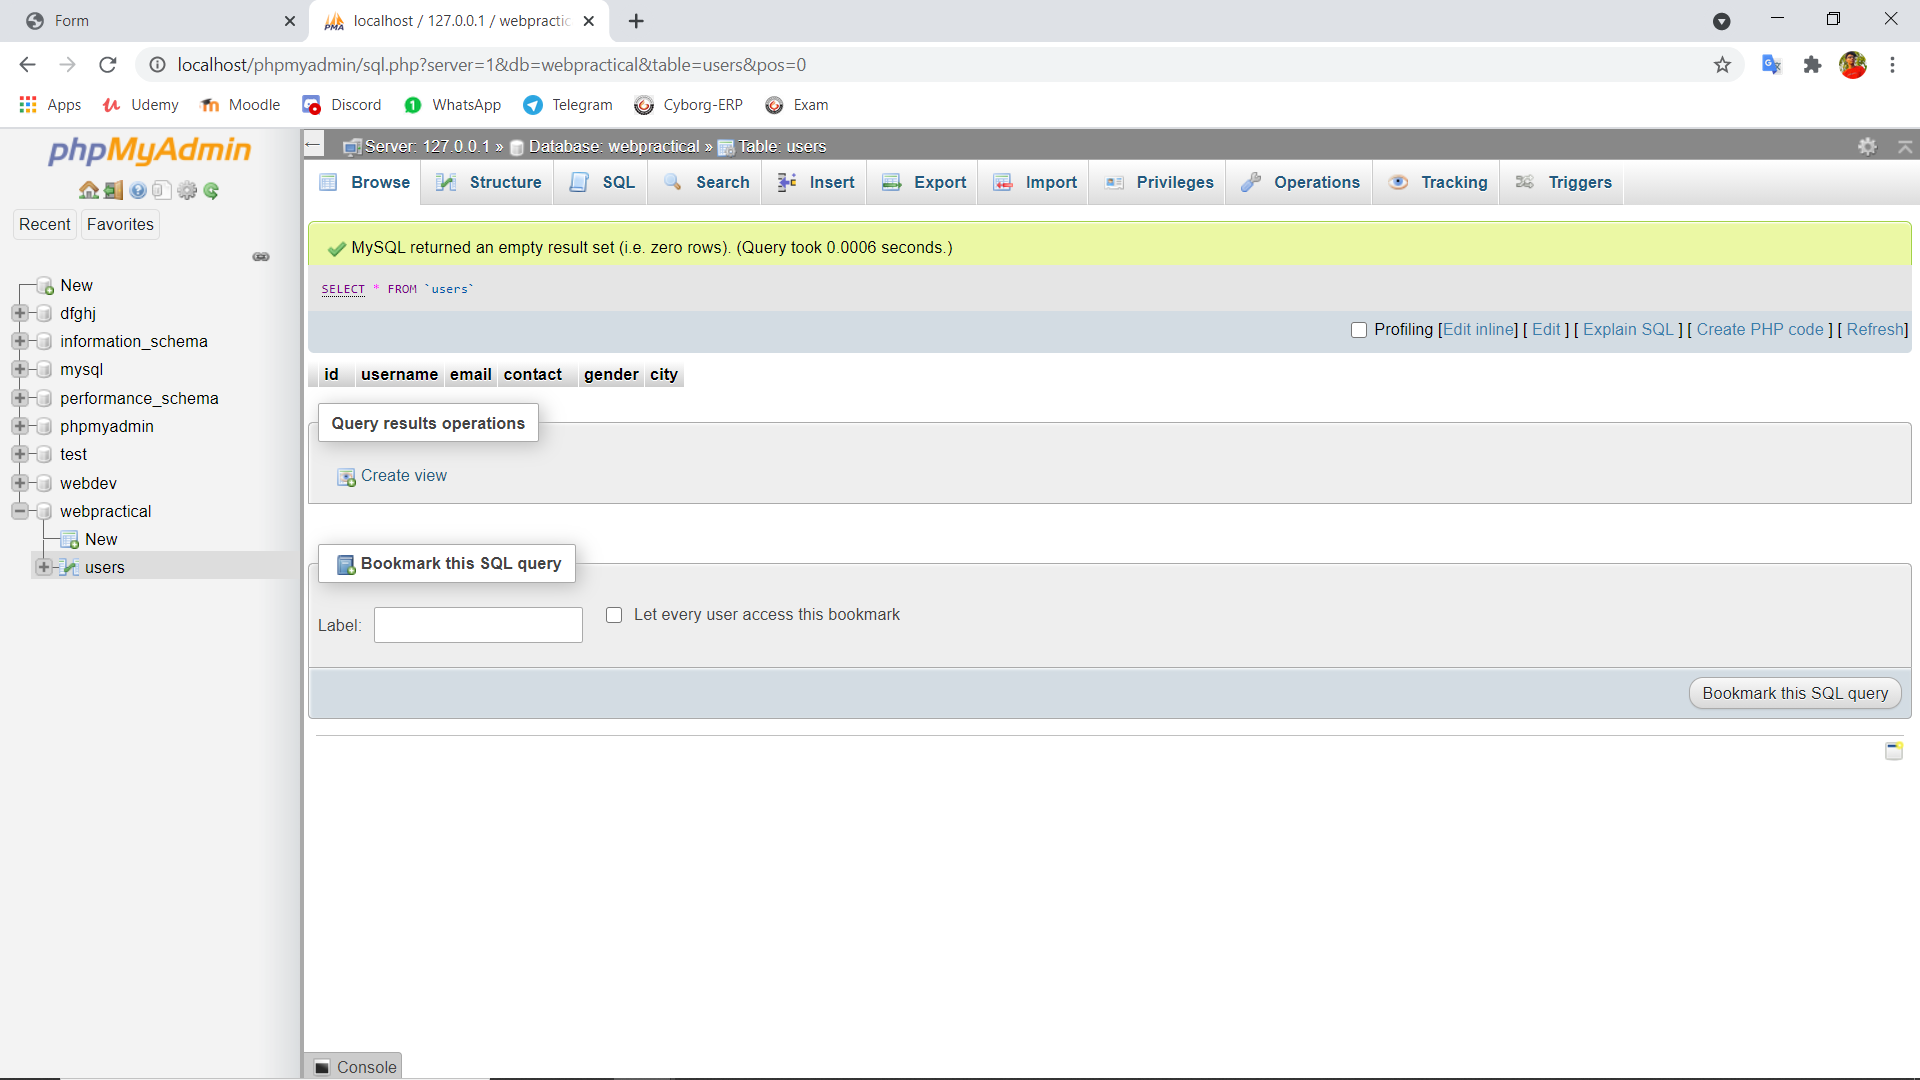 Form
localhost / 127.0.0.1 / webpractic
localhost/phpmyadmin/sql.php?server=1&db=webpractical&table=users&pos=0
Apps Udemy Moodle Discord WhatsApp Telegram Cyborg-ERP Exam
phpMyAdmin
Recent Favorites
New
dfghj
information_schema
mysql
performance_schema
phpmyadmin
test
webdev
webpractical
New
users
Server: 127.0.0.1 » Database: webpractical » Table: users
Browse Structure SQL Search Insert Export Import Privileges Operations Tracking Triggers
MySQL returned an empty result set (i.e. zero rows). (Query took 0.0006 seconds.)
SELECT * FROM `users`
Profiling [Edit inline] [ Edit ] [ Explain SQL ] [ Create PHP code ] [ Refresh]
id username email contact gender city
Query results operations
Create view
Bookmark this SQL query
Label:
Let every user access this bookmark
Bookmark this SQL query
Console